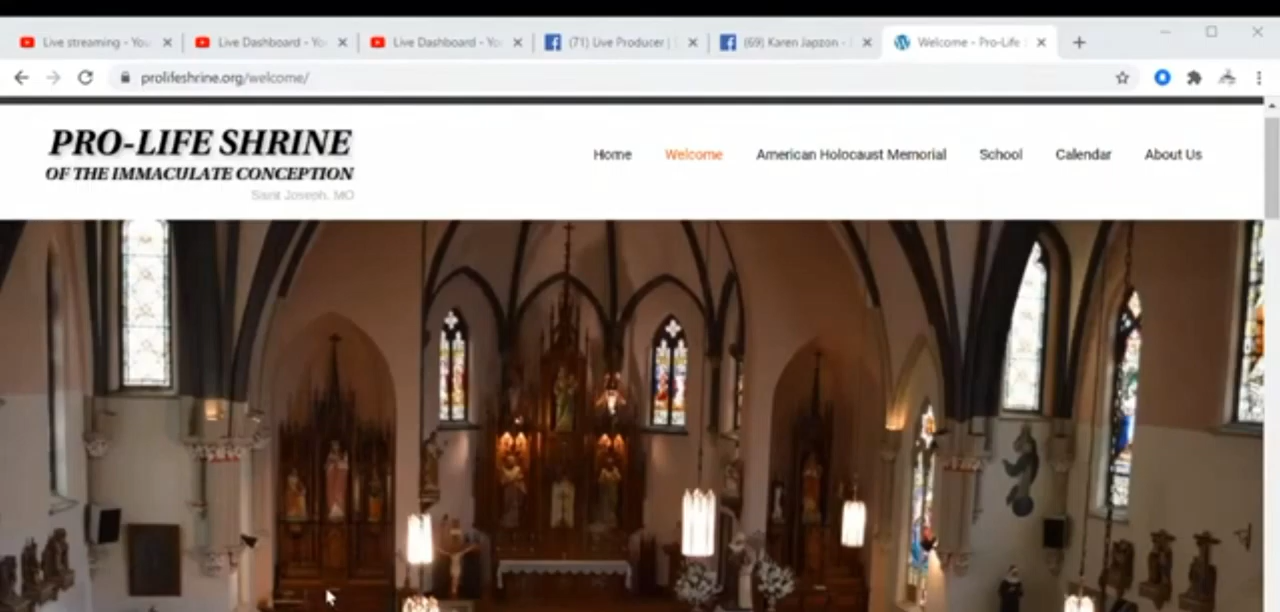 Live streaming - You
Live Dashboard - Yo
Live Dashboard - Yo
(71) Live Producer |
(69) Karen Japzon -
Welcome - Pro-Life
prolifeshrine.org/welcome/
PRO-LIFE SHRINE
OF THE IMMACULATE CONCEPTION
Saint Joseph, MO
Home Welcome American Holocaust Memorial School Calendar About Us